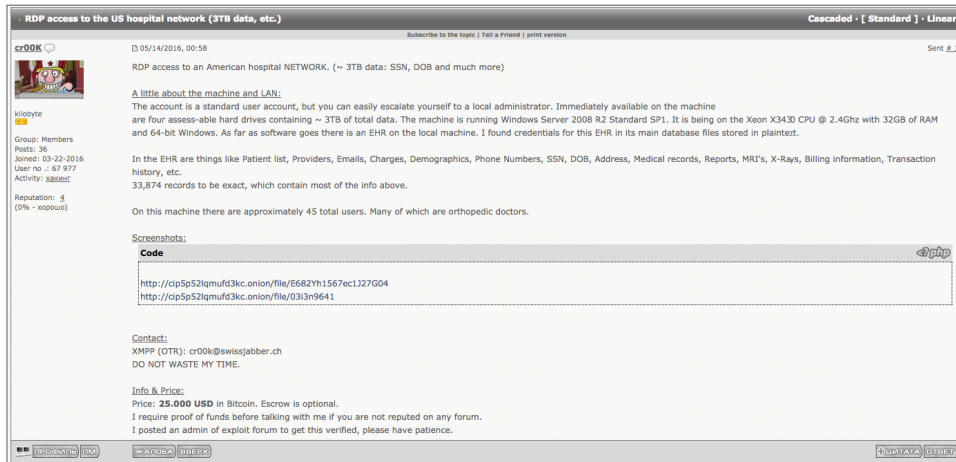 RDP access to the US hospital network (3TB data, etc.)
Cascaded · [ Standard ] · Linear
Subscribe to the topic | Tell a Friend | print version
cr00K
05/14/2016, 00:58
Sent #
RDP access to an American hospital NETWORK. (~ 3TB data: SSN, DOB and much more)
kilobyte
Group: Members
Posts: 36
Joined: 03-22-2016
User no .: 67 977
Activity: хакинг
Reputation: 4
(0% - хорошо)
A little about the machine and LAN:
The account is a standard user account, but you can easily escalate yourself to a local administrator. Immediately available on the machine
are four assess-able hard drives containing ~ 3TB of total data. The machine is running Windows Server 2008 R2 Standard SP1. It is being on the Xeon X3430 CPU @ 2.4Ghz with 32GB of RAM
and 64-bit Windows. As far as software goes there is an EHR on the local machine. I found credentials for this EHR in its main database files stored in plaintext.
In the EHR are things like Patient list, Providers, Emails, Charges, Demographics, Phone Numbers, SSN, DOB, Address, Medical records, Reports, MRI's, X-Rays, Billing information, Transaction
history, etc.
33,874 records to be exact, which contain most of the info above.
On this machine there are approximately 45 total users. Many of which are orthopedic doctors.
Screenshots:
Code
<?php
http://cip5p52lqmufd3kc.onion/file/E682Yh1567ec1J27G04
http://cip5p52lqmufd3kc.onion/file/03i3n9641
Contact:
XMPP (OTR): cr00k@swissjabber.ch
DO NOT WASTE MY TIME.
Info & Price:
Price: 25.000 USD in Bitcoin. Escrow is optional.
I require proof of funds before talking with me if you are not reputed on any forum.
I posted an admin of exploit forum to get this verified, please have patience.
ПРОФИЛЬ
ПМ
ЖАЛОБА
ВВЕРХ
+ЦИТАТА
ОТВЕТ